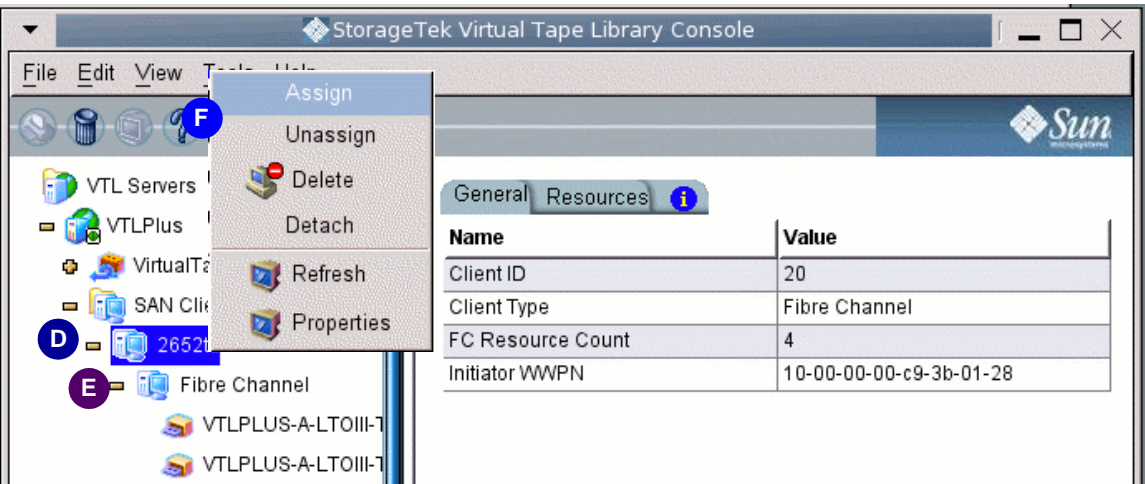 StorageTek Virtual Tape Library Console
File Edit View
Assign
F
Unassign
Sun
microsystems
Delete
Detach
Refresh
Properties
VTL Servers
VTLPlus
SAN
D
E
Fibre Channel
VTLPLUS-A-LTOIII-T
VTLPLUS-A-LTOIII-T
General Resources i
Name Value
Client ID 20
Client Type Fibre Channel
FC Resource Count 4
Initiator WWPN 10-00-00-00-c9-3b-01-28